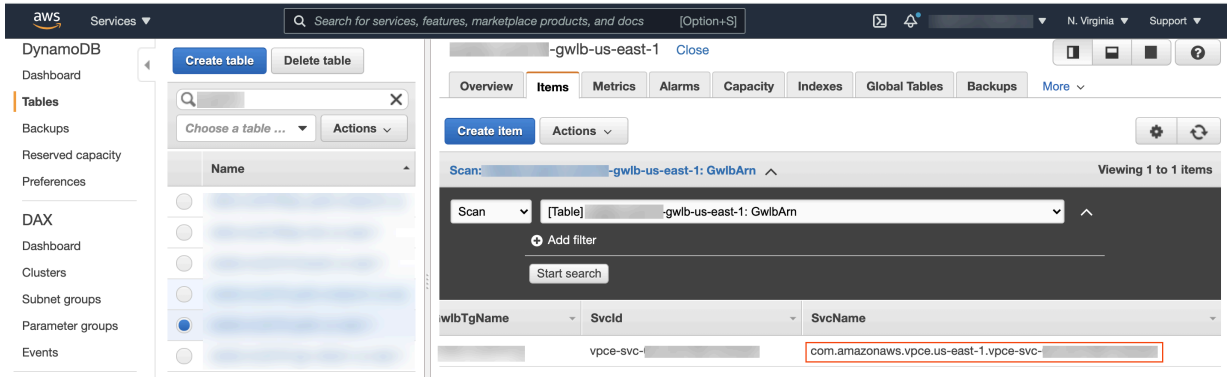 aws Services ▼ Search for services, features, marketplace products, and docs [Option+S] ▼ N. Virginia ▼ Support ▼
DynamoDB
Dashboard
Tables
Backups
Reserved capacity
Preferences
DAX
Dashboard
Clusters
Subnet groups
Parameter groups
Events
Create table Delete table
Choose a table ... Actions
Name
-gwlb-us-east-1 Close
Overview Items Metrics Alarms Capacity Indexes Global Tables Backups More
Create item Actions
Scan: -gwlb-us-east-1: GwlbArn Viewing 1 to 1 items
Scan [Table] -gwlb-us-east-1: GwlbArn
Add filter
Start search
wlbTgName SvcId SvcName
vpce-svc- com.amazonaws.vpce.us-east-1.vpce-svc-